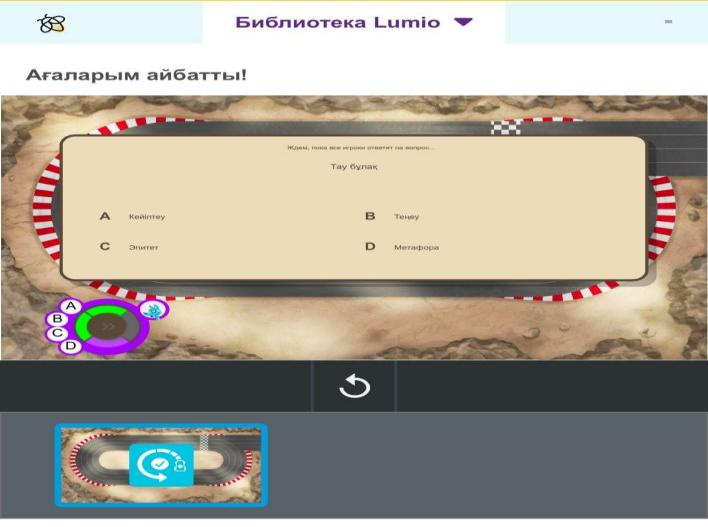 Библиотека Lumio
Ағаларым айбатты!
Ждем, пока все игроки ответят на вопрос...
Тау бұлақ
A Кейіптеу
B Теңеу
C Эпитет
D Метафора
A
B
C
D